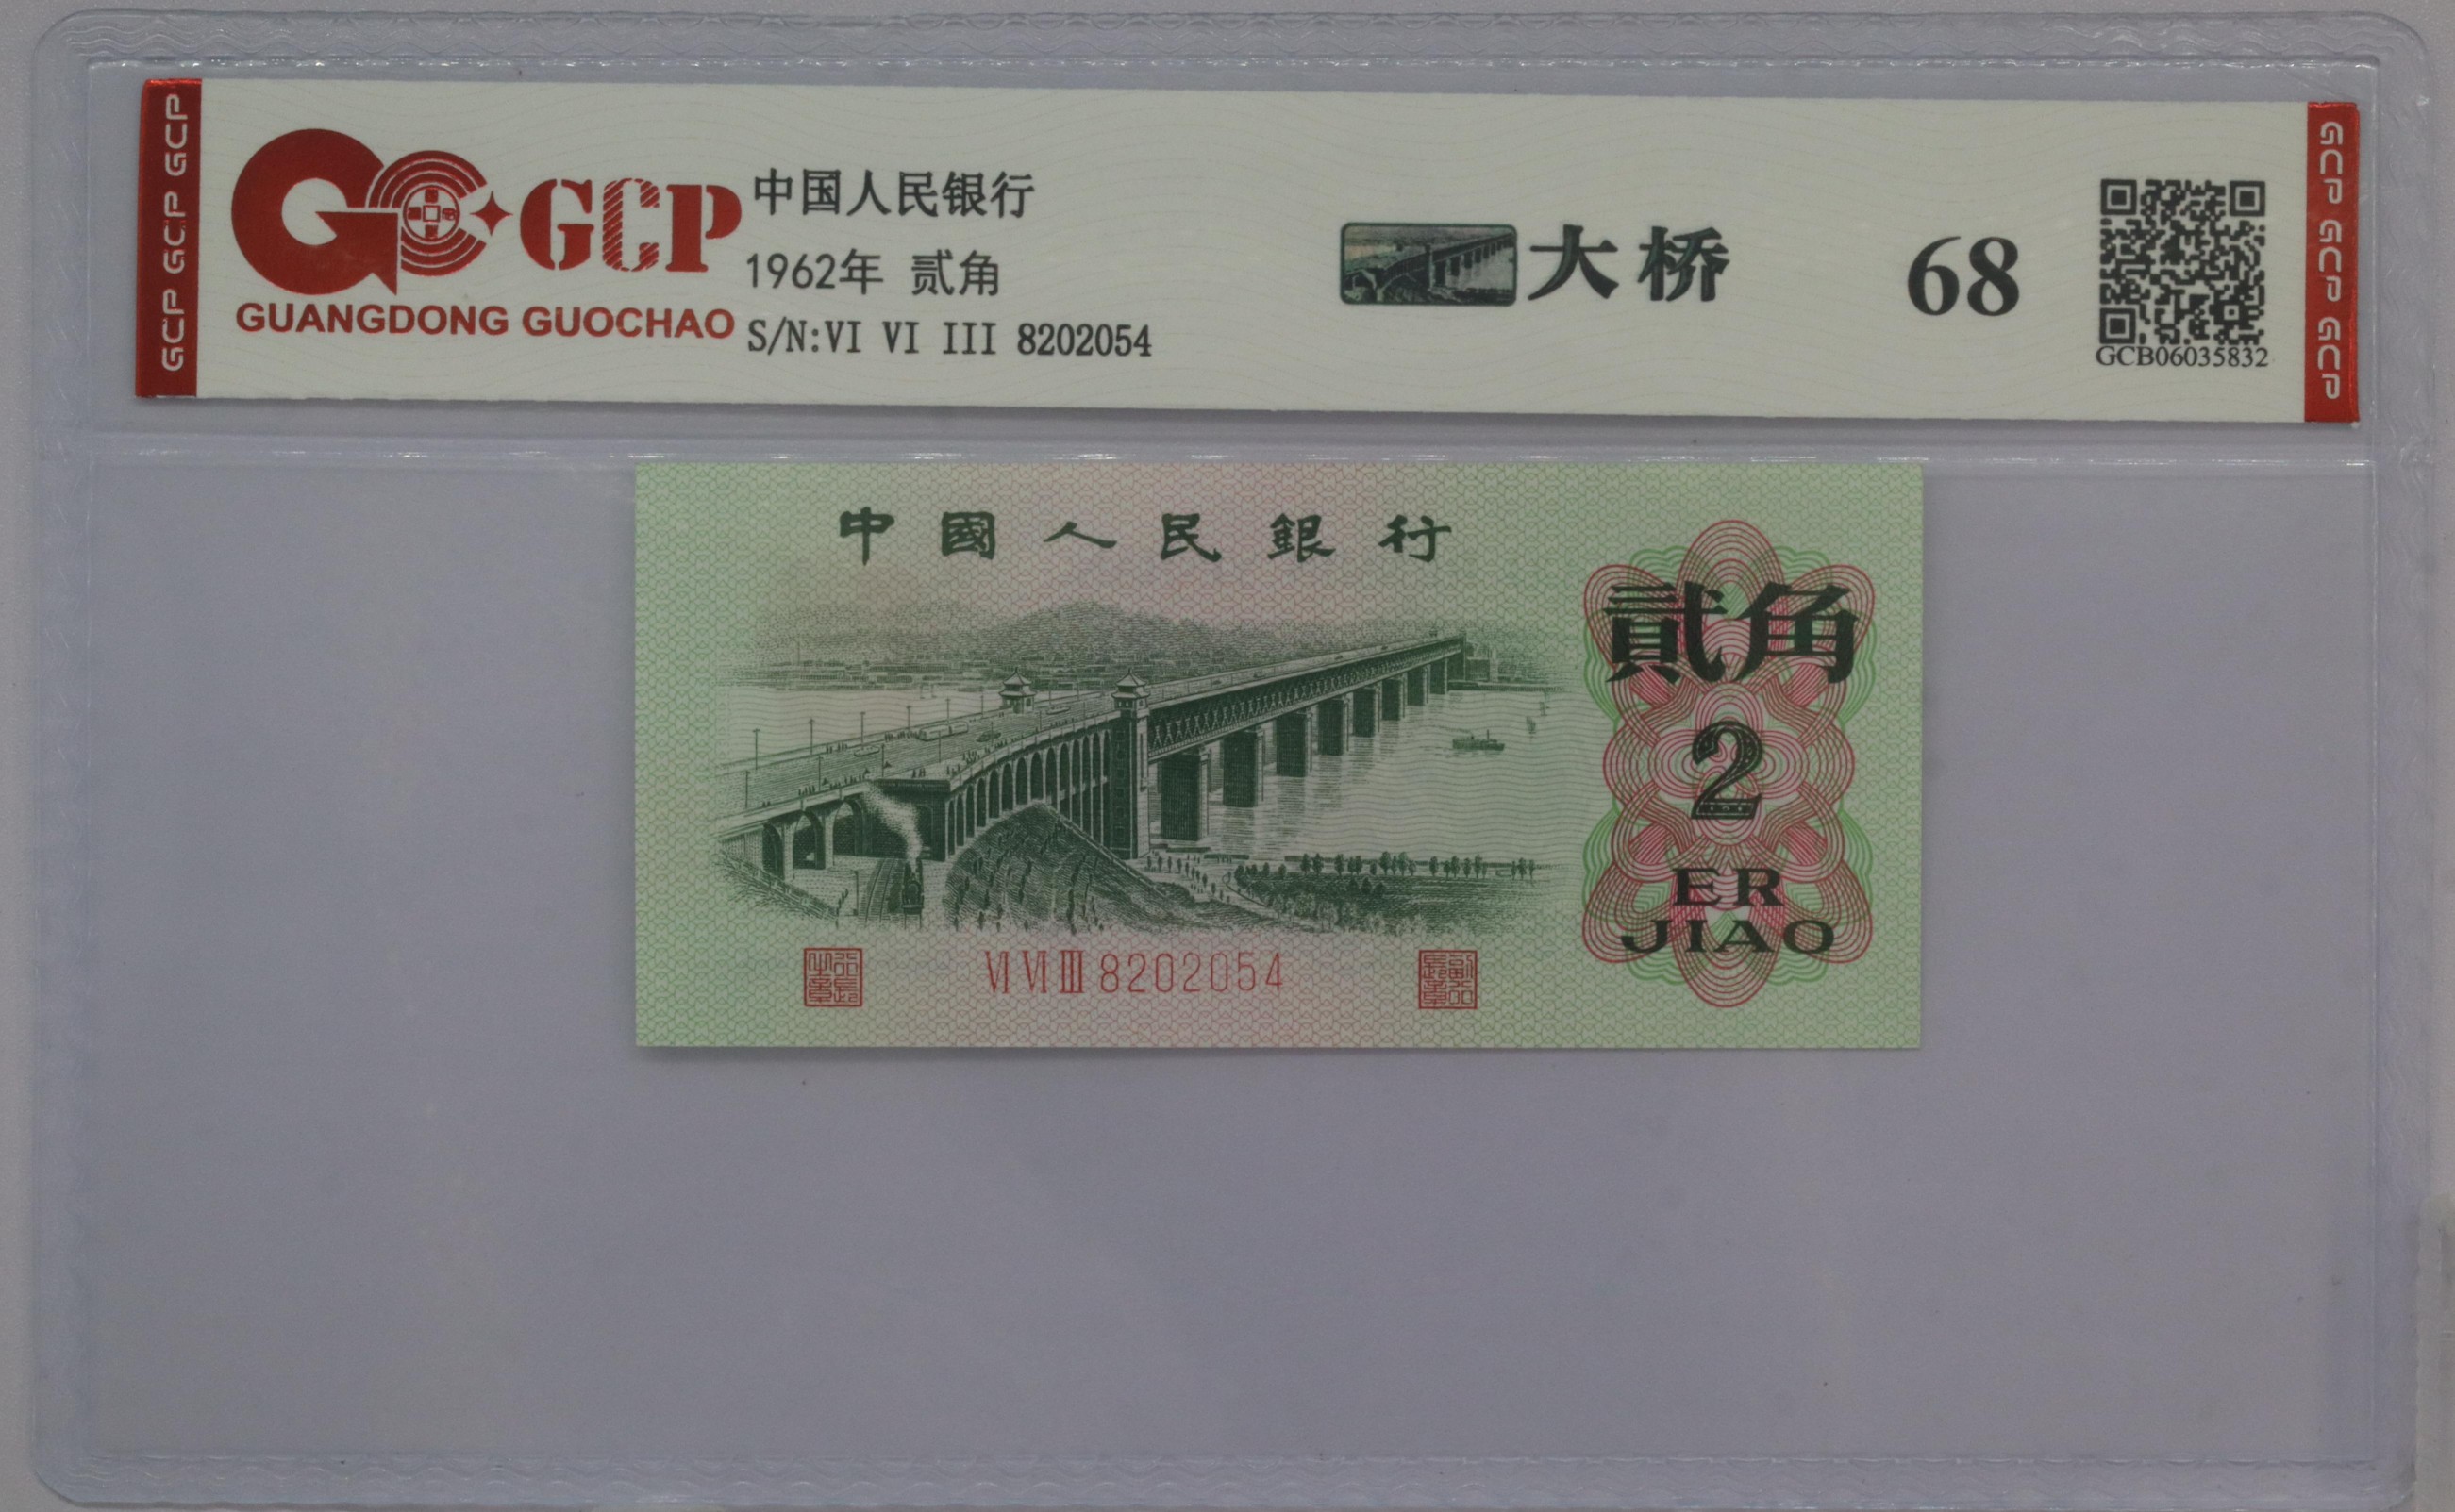 GCP GCP GCP
GCP
GUANGDONG GUOCHAO
中国人民银行
1962年 贰角
S/N:VI VI III 8202054
大桥
68
GCB06035832
GCP GCP GCP
中國人民銀行
貳角
2
ER
JIAO
VI VI III 8202054